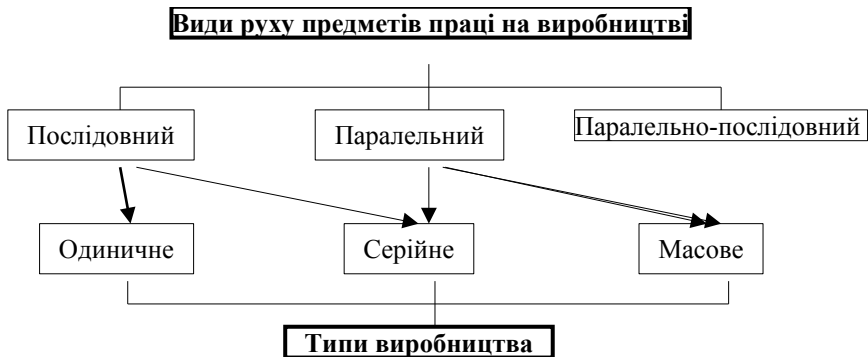 Види руху предметів праці на виробництві
Послідовний
Паралельний
Паралельно-послідовний
Одиничне
Серійне
Масове
Типи виробництва